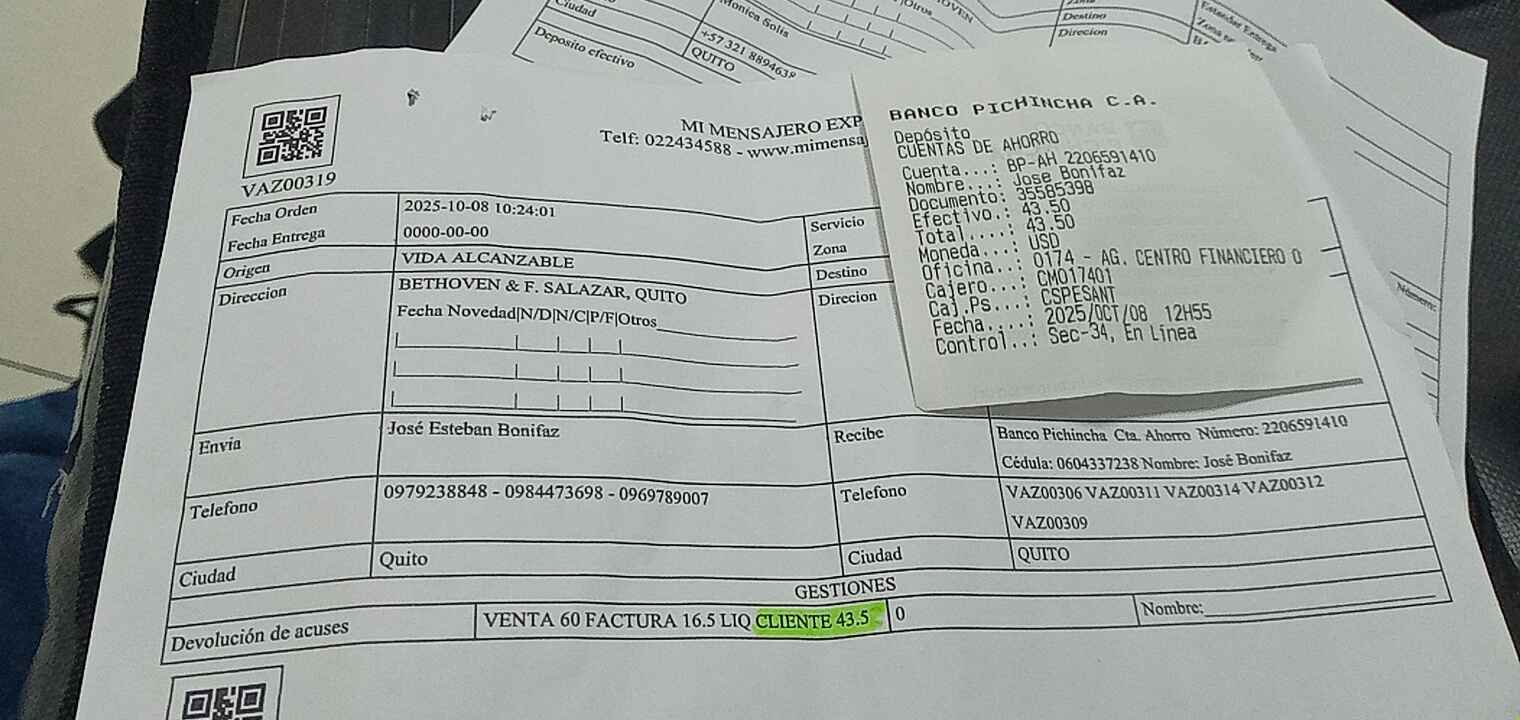 Ciudad
Deposito efectivo
Monica Solis
+57 321 8894638
QUITO
Otros
Destino
Direcion
Estandar Entrega
VAZ00319
MI MENSAJERO EXP
Telf: 022434588 - www.mimensa
Fecha Orden
2025-10-08 10:24:01
Servicio
Fecha Entrega
0000-00-00
Zona
Origen
VIDA ALCANZABLE
Destino
Direccion
BETHOVEN & F. SALAZAR, QUITO
Direcion
Fecha Novedad|N/D|N/C|P/F|Otros
Envia
José Esteban Bonifaz
Recibe
Banco Pichincha Cta. Ahorro Número: 2206591410
Cédula: 0604337238 Nombre: José Bonifaz
Telefono
0979238848 - 0984473698 - 0969789007
Telefono
VAZ00306 VAZ00311 VAZ00314 VAZ00312
VAZ00309
Ciudad
Quito
Ciudad
QUITO
GESTIONES
Devolución de acuses
VENTA 60 FACTURA 16.5 LIQ CLIENTE 43.5
0
Nombre:
BANCO PICHINCHA C.A.
Depósito
CUENTAS DE AHORRO
Cuenta...: BP-AH 2206591410
Nombre...: Jose Bonifaz
Documento: 35585398
Efectivo.: 43.50
Total....: 43.50
Moneda...: USD
Oficina..: 0174 - AG. CENTRO FINANCIERO Q
Cajero...: CM017401
Caj.Ps...: CSPESANT
Fecha....: 2025/OCT/08 12H55
Control..: Sec-34, En Línea